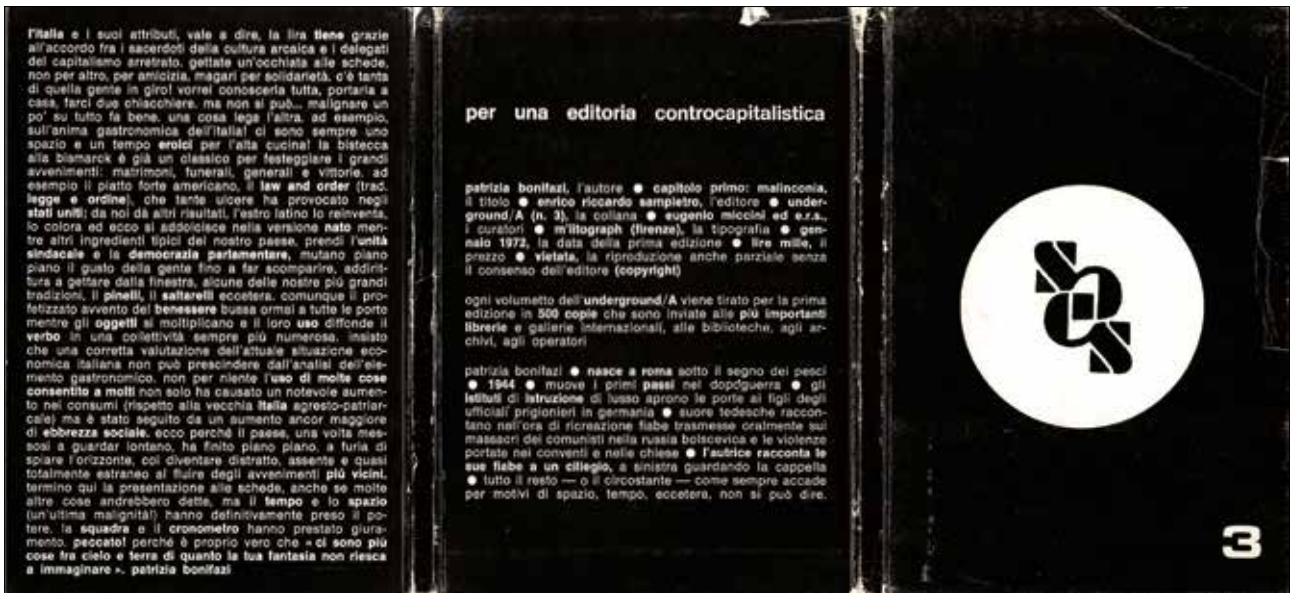 l'italia e i suoi attributi, vale a dire, la lira tiene grazie
all'accordo fra i sacerdoti della cultura arcaica e i delegati
del capitalismo arretrato. gettate un'occhiata alle schede,
non per altro, per amicizia, magari per solidarietà. c'è tanta
di quella gente in giro! vorrei conoscerla tutta, portarla a
casa, farci due chiacchiere. ma non si può... malignare un
po' su tutto fa bene. una cosa lega l'altra. ad esempio,
sull'anima gastronomica dell'italia! ci sono sempre uno
spazio e un tempo eroici per l'alta cucina! la bistecca
alla bismarck è già un classico per festeggiare i grandi
avvenimenti: matrimoni, funerali, generali e vittorie. ad
esempio il piatto forte americano, il law and order (trad.
legge e ordine), che tante ulcere ha provocato negli
stati uniti; da noi dà altri risultati, l'estro latino lo reinventa,
lo colora ed ecco si addolcisce nella versione nato men-
tre altri ingredienti tipici del nostro paese, prendi l'unità
sindacale e la democrazia parlamentare, mutano piano
piano il gusto della gente fino a far scomparire, addirit-
tura a gettare dalla finestra, alcune delle nostre più grandi
tradizioni, il pinelli, il saltarelli eccetera. comunque il pro-
fetizzato avvento del benessere bussa ormai a tutte le porte
mentre gli oggetti si moltiplicano e il loro uso diffonde il
verbo in una collettività sempre più numerosa. insisto
che una corretta valutazione dell'attuale situazione eco-
nomica italiana non può prescindere dall'analisi dell'ele-
mento gastronomico. non per niente l'uso di molte cose
consentito a molti non solo ha causato un notevole aumen-
to nei consumi (rispetto alla vecchia italia agresto-patriar-
cale) ma è stato seguito da un aumento ancor maggiore
di ebbrezza sociale. ecco perché il paese, una volta mes-
sosi a guardar lontano, ha finito piano piano, a furia di
spiare l'orizzonte, col diventare distratto, assente e quasi
totalmente estraneo al fluire degli avvenimenti più vicini.
termino qui la presentazione alle schede, anche se molte
altre cose andrebbero dette, ma il tempo e lo spazio
(un'ultima malignità!) hanno definitivamente preso il po-
tere. la squadra e il cronometro hanno prestato giura-
mento. peccato! perché è proprio vero che « ci sono più
cose fra cielo e terra di quanto la tua fantasia non riesca
a immaginare ». patrizia bonifazi
per una editoria controcapitalistica
patrizia bonifazi, l'autore ● capitolo primo: malinconia,
il titolo ● enrico riccardo sampietro, l'editore ● under-
ground/A (n. 3), la collana ● eugenio miccini ed e.r.s.,
i curatori ● m'litograph (firenze), la tipografia ● gen-
naio 1972, la data della prima edizione ● lire mille, il
prezzo ● vietata, la riproduzione anche parziale senza
il consenso dell'editore (copyright)
ogni volumetto dell'underground/A viene tirato per la prima
edizione in 500 copie che sono inviate alle più importanti
librerie e gallerie internazionali, alle biblioteche, agli ar-
chivi, agli operatori
patrizia bonifazi ● nasce a roma sotto il segno dei pesci
● 1944 ● muove i primi passi nel dopdguerra ● gli
istituti di istruzione di lusso aprono le porte ai figli degli
ufficiali prigionieri in germania ● suore tedesche raccon-
tano nell'ora di ricreazione fiabe trasmesse oralmente sui
massacri dei comunisti nella russia bolscevica e le violenze
portate nei conventi e nelle chiese ● l'autrice racconta le
sue fiabe a un ciliegio, a sinistra guardando la cappella
● tutto il resto — o il circostante — come sempre accade
per motivi di spazio, tempo, eccetera, non si può dire.
3